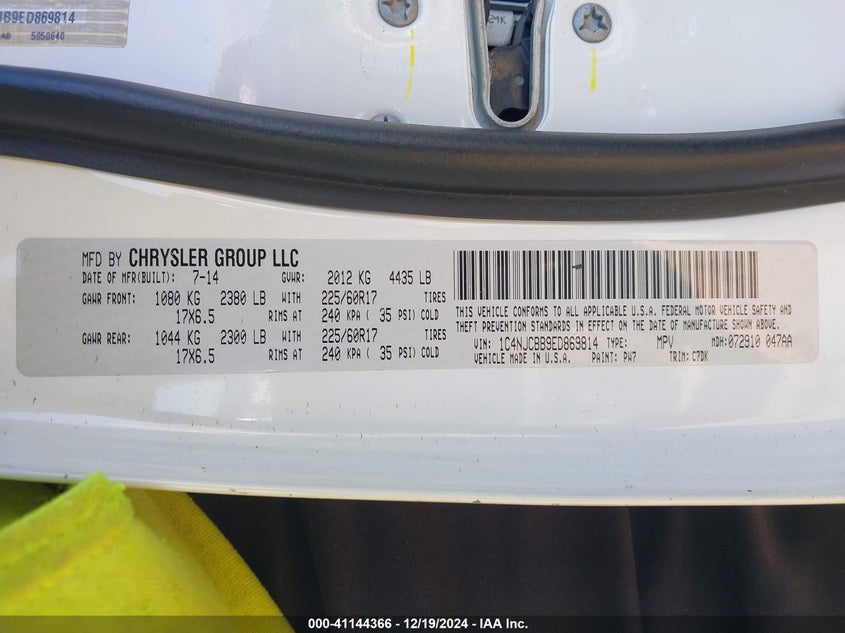 BB9ED869814
AB 5050640
24K
MFD BY CHRYSLER GROUP LLC
DATE OF MFR(BUILT): 7-14 GVWR: 2012 KG 4435 LB
GAWR FRONT: 1080 KG 2380 LB WITH 225/60R17 TIRES
17X6.5 RIMS AT 240 KPA ( 35 PSI) COLD
GAWR REAR: 1044 KG 2300 LB WITH 225/60R17 TIRES
17X6.5 RIMS AT 240 KPA ( 35 PSI) COLD
THIS VEHICLE CONFORMS TO ALL APPLICABLE U.S.A. FEDERAL MOTOR VEHICLE SAFETY AND
THEFT PREVENTION STANDARDS IN EFFECT ON THE DATE OF MANUFACTURE SHOWN ABOVE.
VIN: 1C4NJCBB9ED869814 TYPE: MPV MDH:072910 047AA
VEHICLE MADE IN U.S.A. PAINT: PW7 TRIM: C7DK
000-41144366 / 12/19/2024 - IAA Inc.